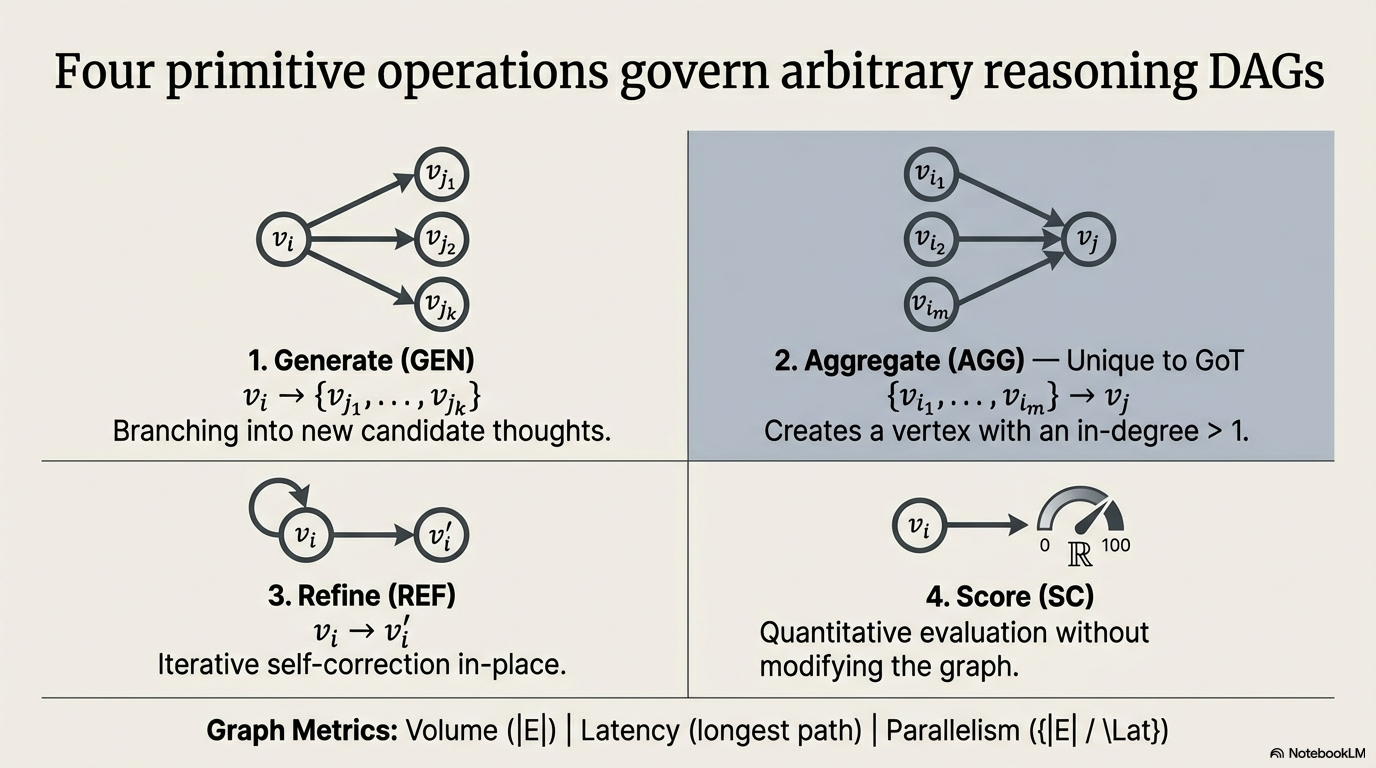 Four primitive operations govern arbitrary reasoning DAGs
v_i
v_{j_1}
v_{j_2}
v_{j_k}
1. Generate (GEN)
v_i → {v_{j_1}, . . . , v_{j_k}}
Branching into new candidate thoughts.
v_{i_1}
v_{i_2}
v_{i_m}
v_j
2. Aggregate (AGG) — Unique to GoT
{v_{i_1}, . . . , v_{i_m}} → v_j
Creates a vertex with an in-degree > 1.
v_i
v_i′
3. Refine (REF)
v_i → v_i′
Iterative self-correction in-place.
v_i
0 ℝ 100
4. Score (SC)
Quantitative evaluation without
modifying the graph.
Graph Metrics: Volume (|E|) | Latency (longest path) | Parallelism ({|E| / \Lat})
NotebookLM